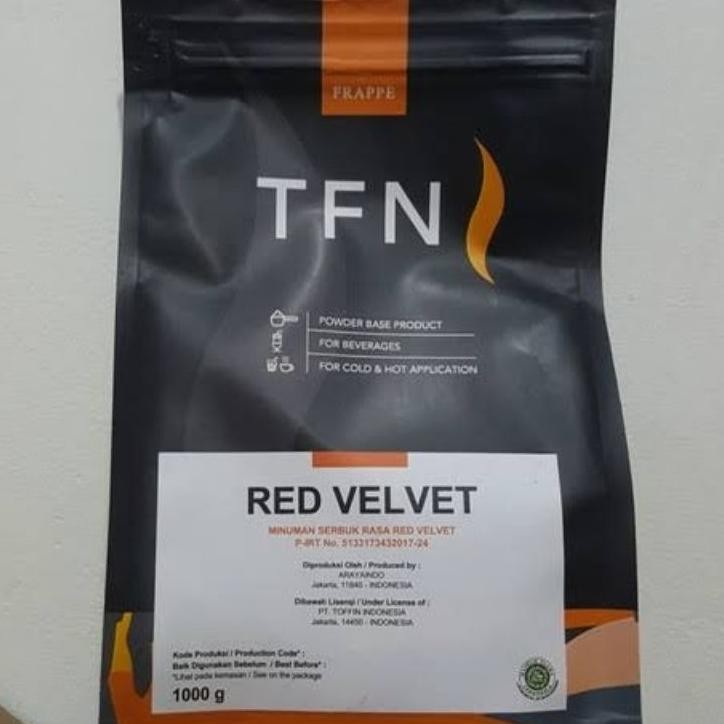 FRAPPE
TFN
POWDER BASE PRODUCT
FOR BEVERAGES
FOR COLD & HOT APPLICATION
RED VELVET
MINUMAN SERBUK RASA RED VELVET
P-IRT No. 5133173432017-24
Diproduksi Oleh / Produced by :
ARAYAINDO
Jakarta, 11840 - INDONESIA
Dibawah Lisensi / Under License of :
PT. TOFFIN INDONESIA
Jakarta, 14450 - INDONESIA
Kode Produksi / Production Code* :
Baik Digunakan Sebelum / Best Before* :
*Lihat pada kemasan / See on the package
1000 g